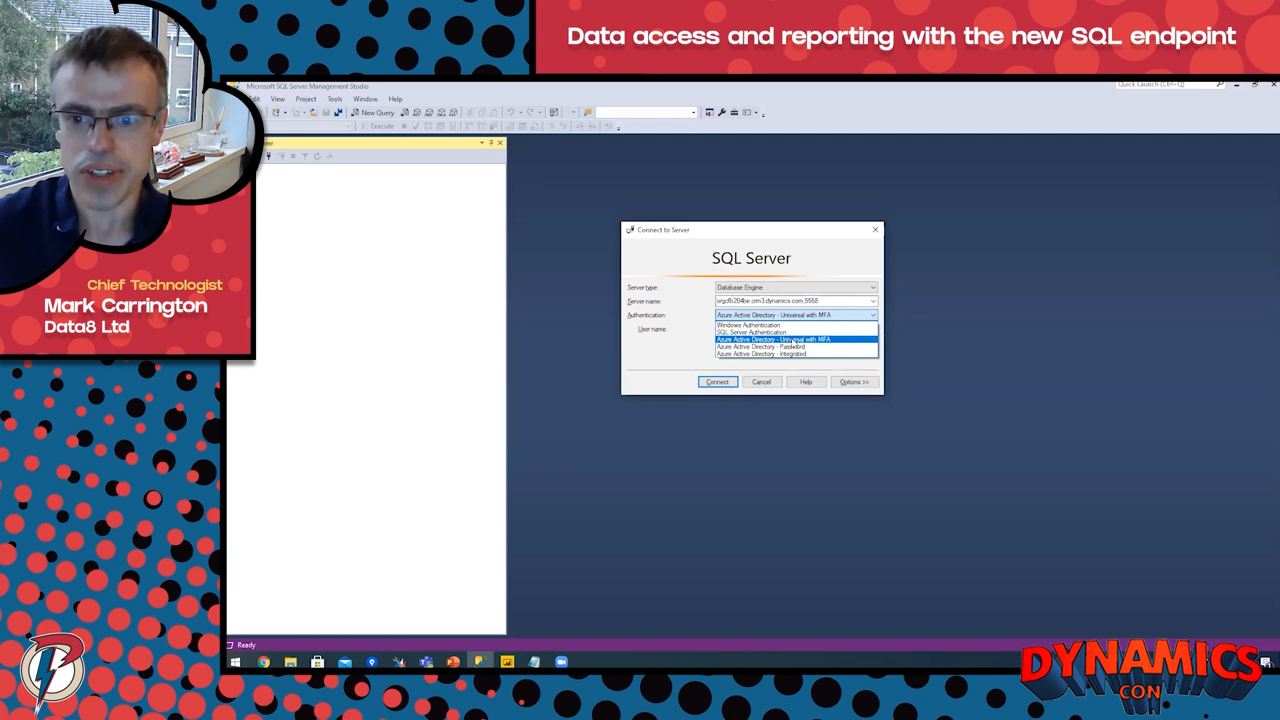 Data access and reporting with the new SQL endpoint
Microsoft SQL Server Management Studio
Quick Launch (Ctrl+Q)
View Project Tools Window Help
New Query
Execute
Chief Technologist
Mark Carrington
Data8 Ltd
Connect to Server
SQL Server
Server type: Database Engine
Server name:
Authentication: Azure Active Directory - Universal with MFA
User name:
Windows Authentication
SQL Server Authentication
Azure Active Directory - Universal with MFA
Azure Active Directory - Password
Azure Active Directory - Integrated
Connect Cancel Help Options >>
Ready
DYNAMICS
CON